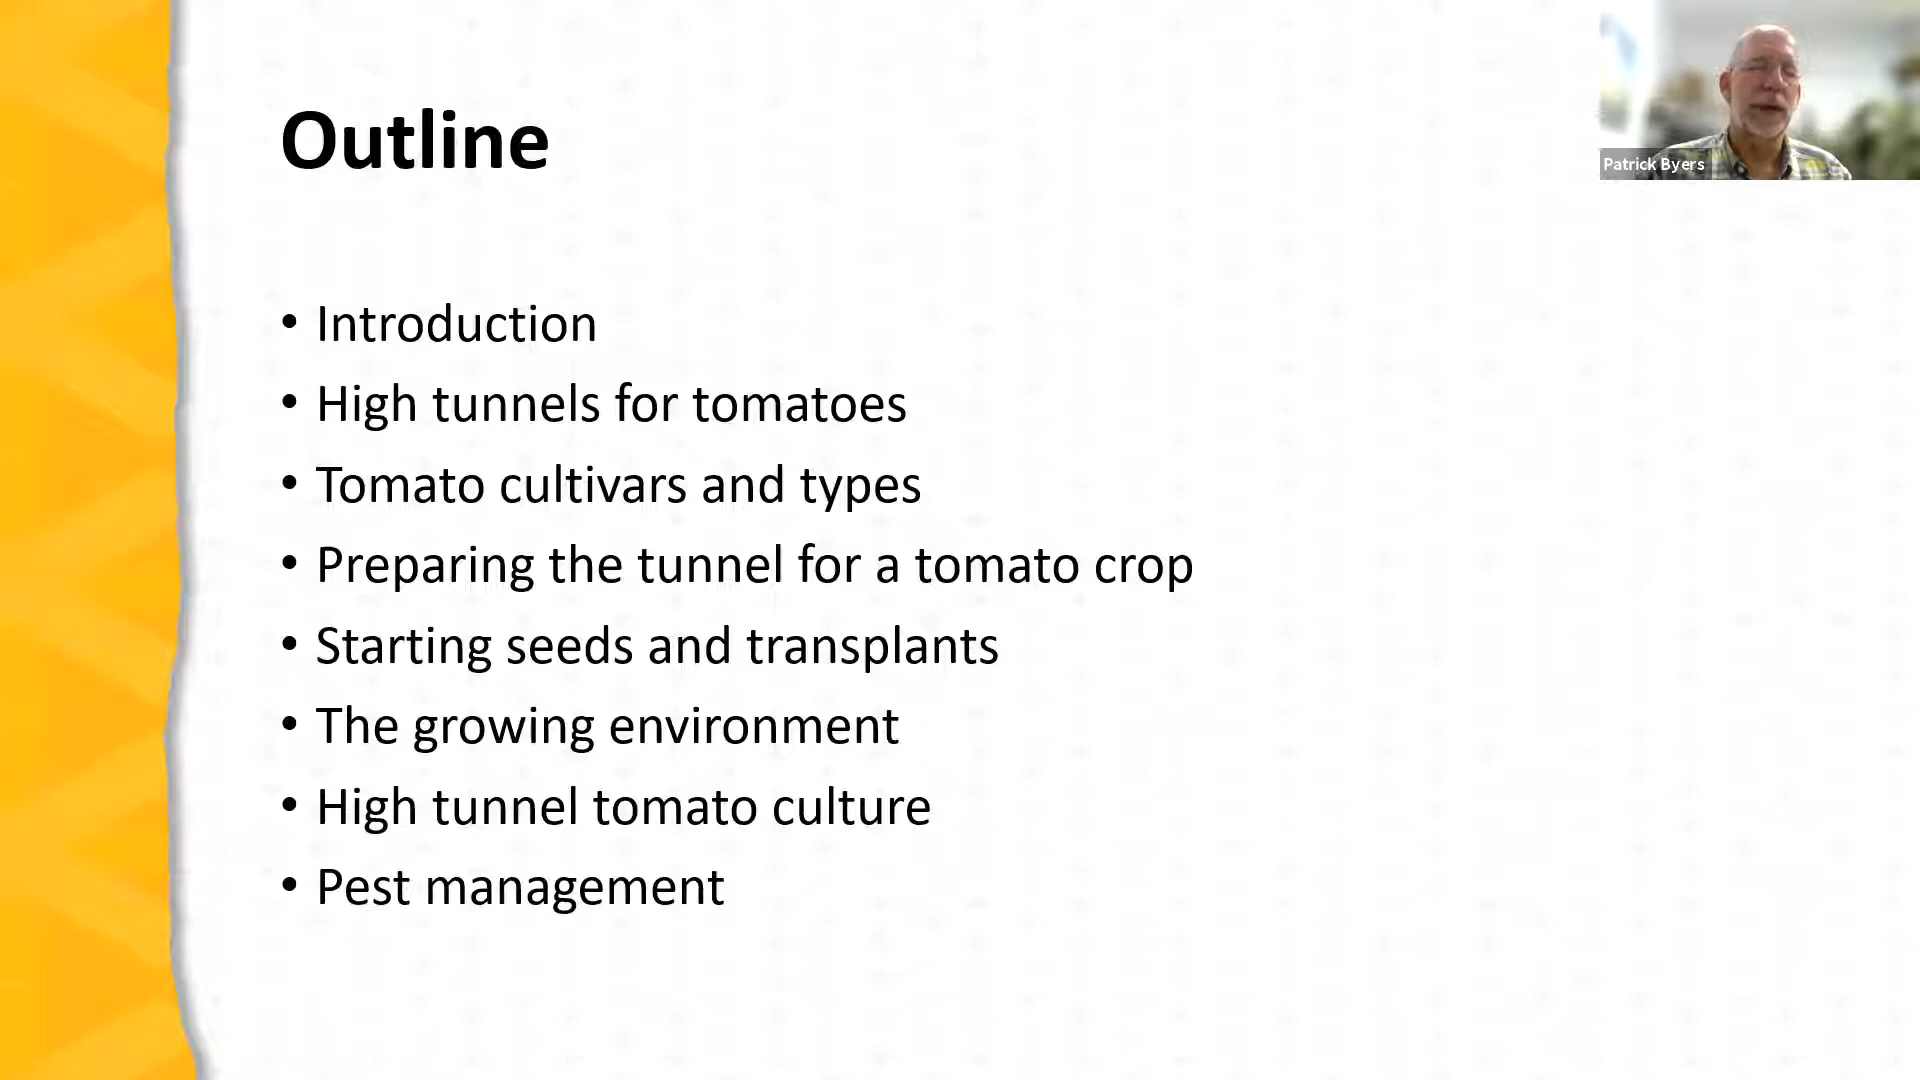 Outline
Patrick Byers
• Introduction
• High tunnels for tomatoes
• Tomato cultivars and types
• Preparing the tunnel for a tomato crop
• Starting seeds and transplants
• The growing environment
• High tunnel tomato culture
• Pest management